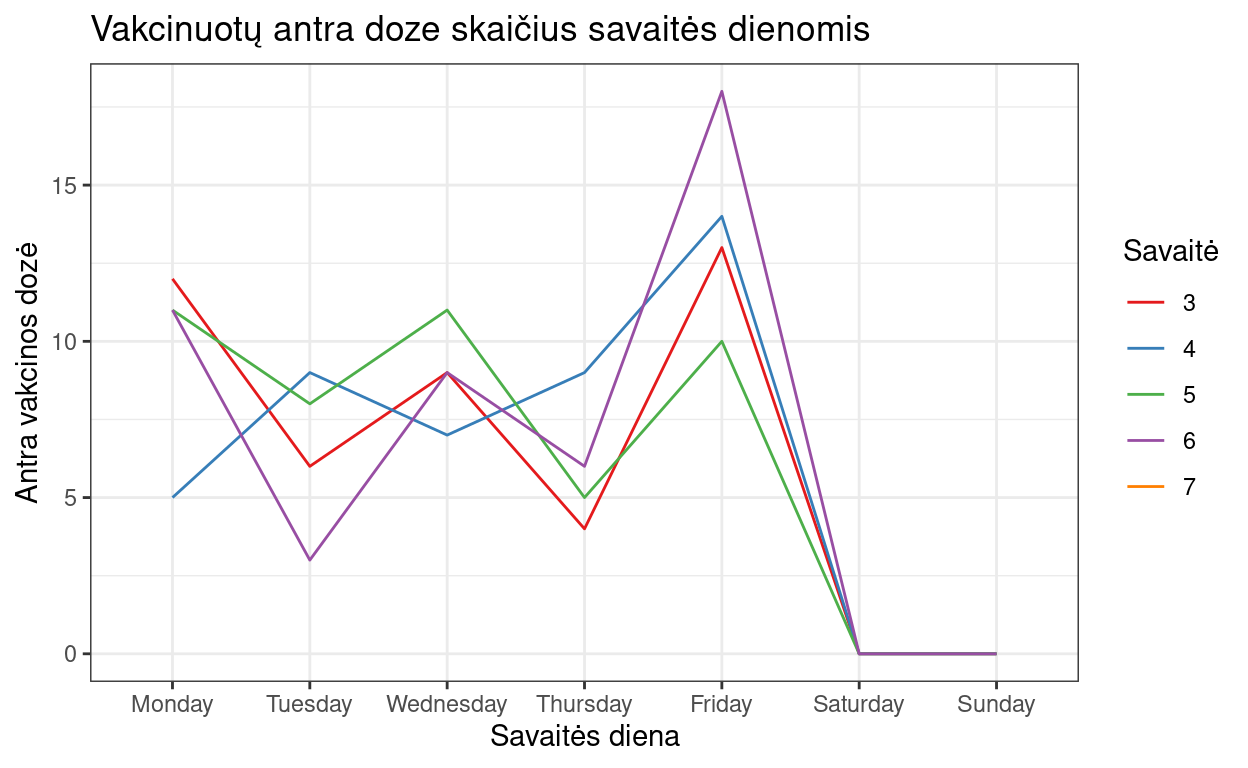 Vakcinuotų antra doze skaičius savaitės dienomis
Antra vakcinos dozė
15
10
5
0
Monday Tuesday Wednesday Thursday Friday Saturday Sunday
Savaitės diena
Savaitė
3
4
5
6
7